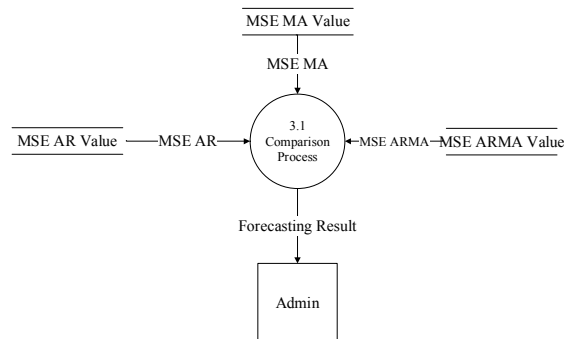 MSE MA Value
MSE MA
3.1
Comparison
Process
MSE AR Value
MSE AR
MSE ARMA
MSE ARMA Value
Forecasting Result
Admin